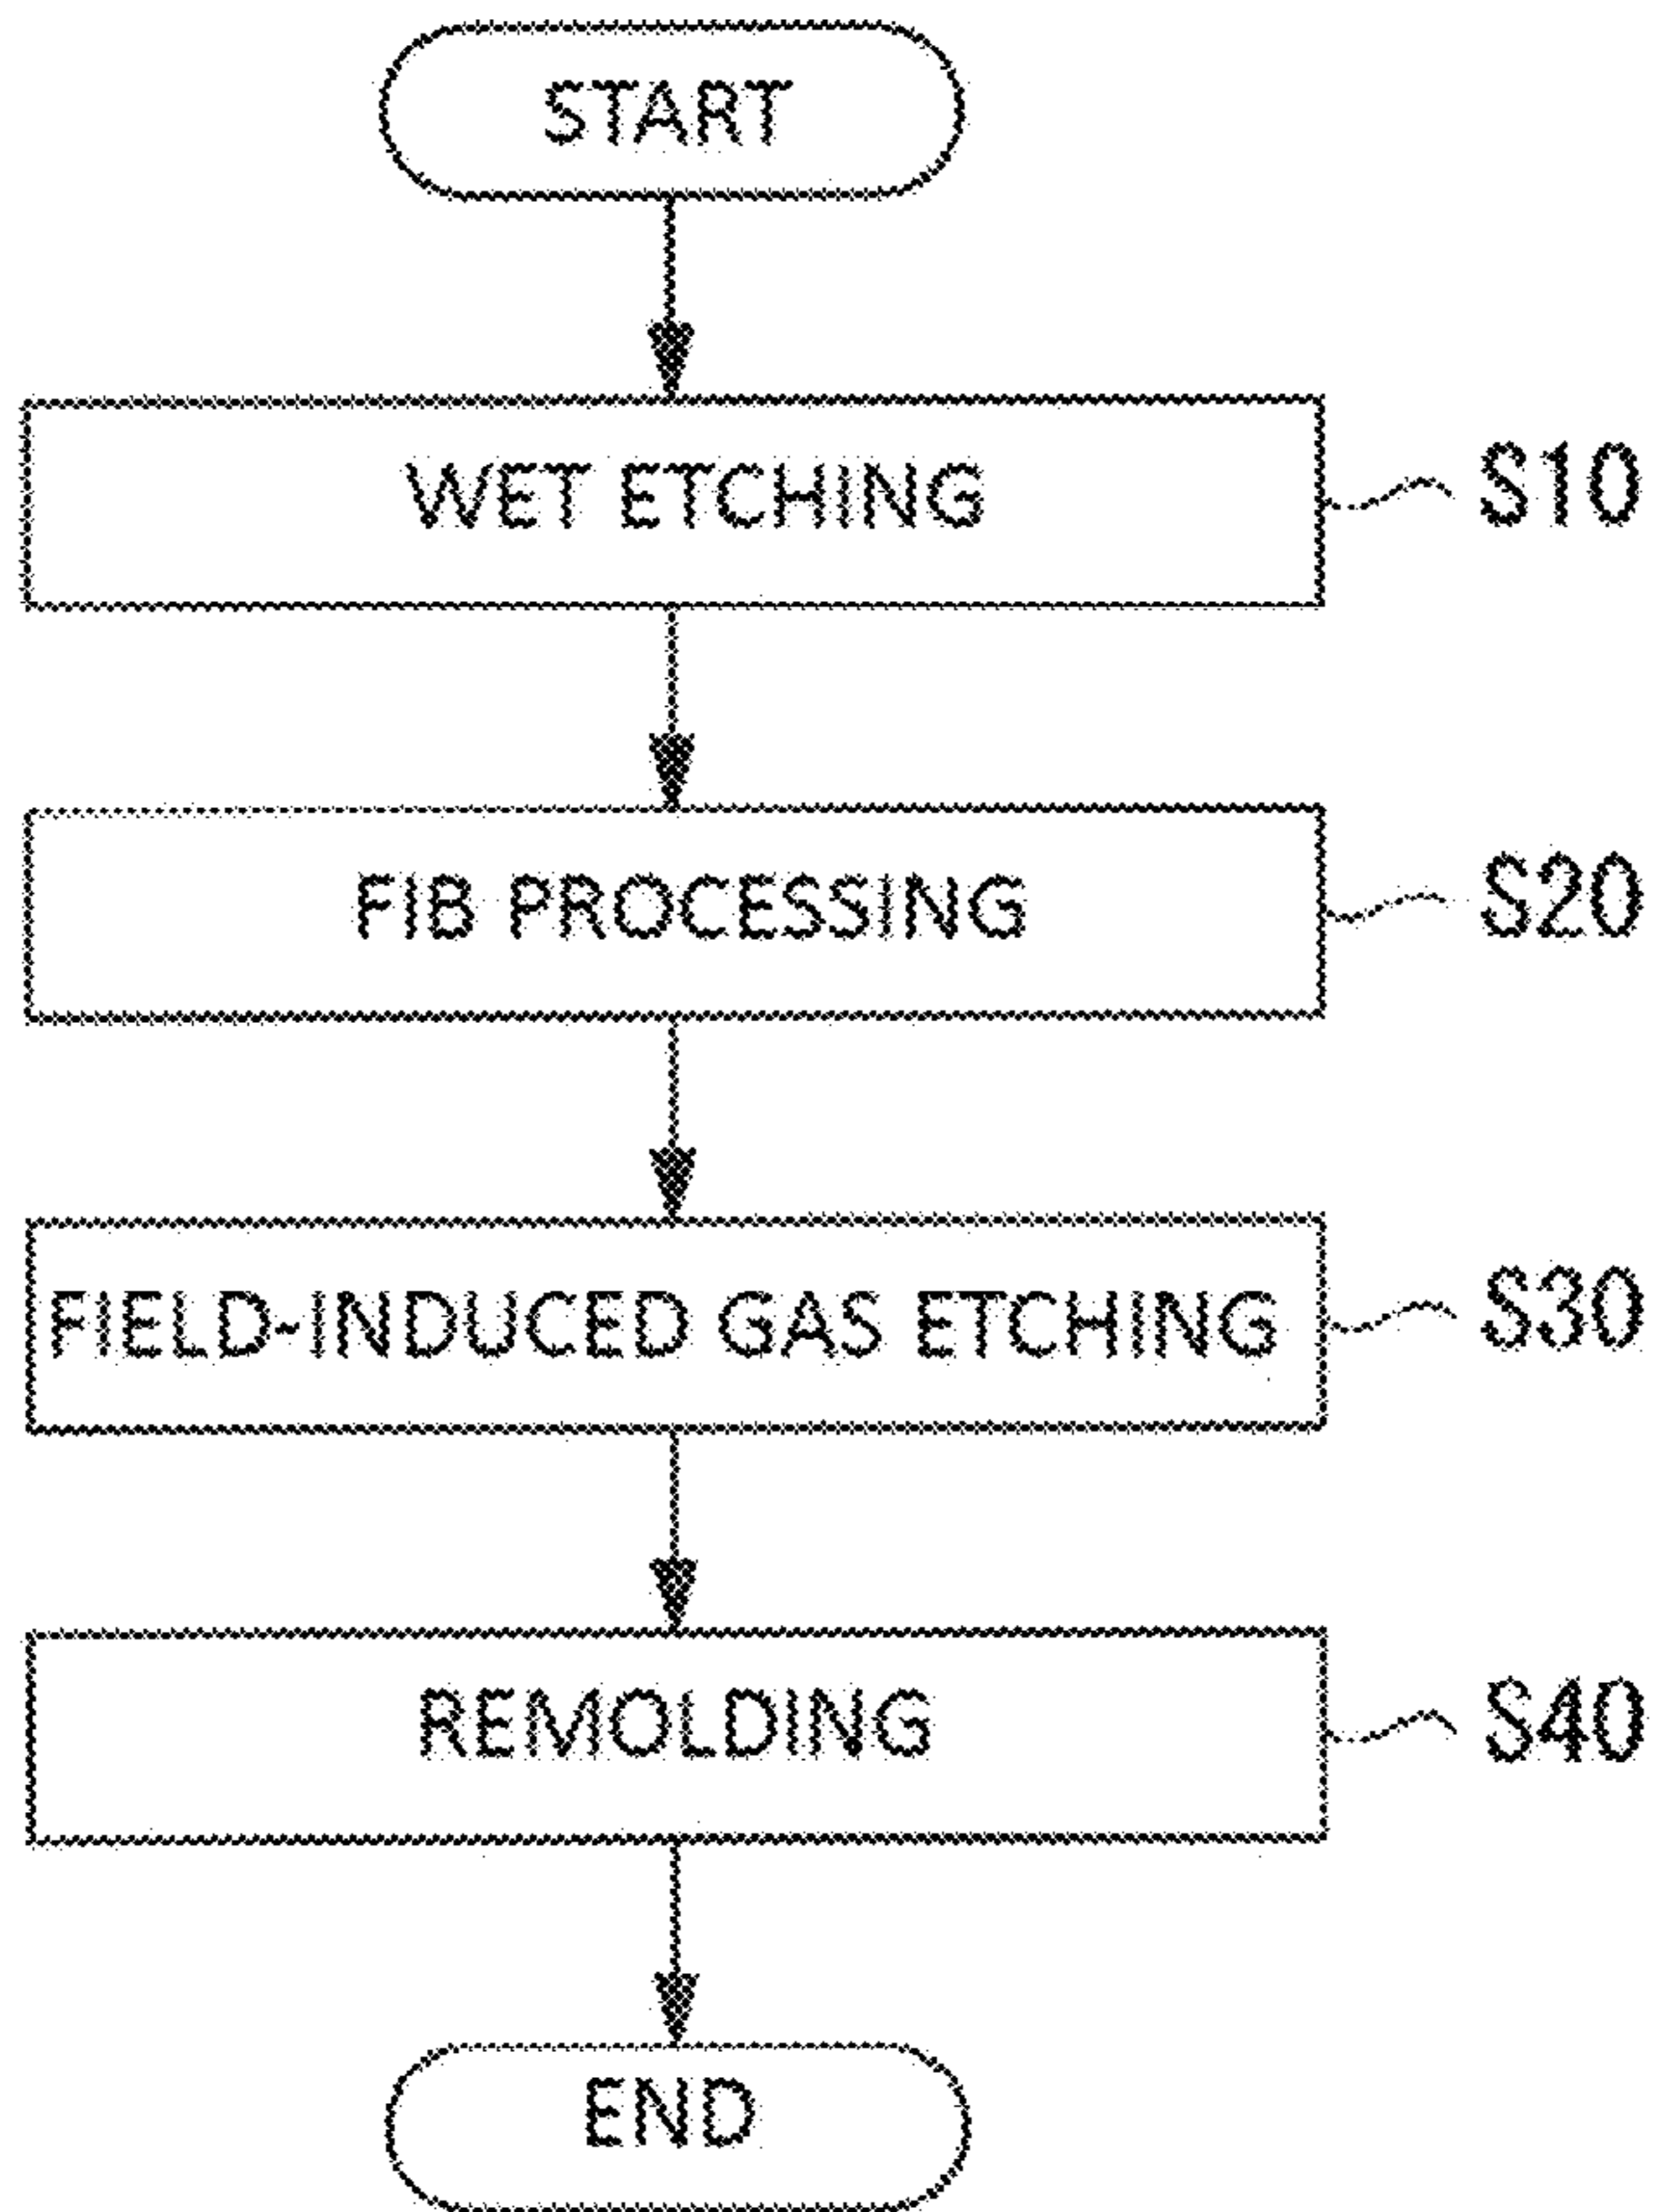 START
WET ETCHING
S10
FIB PROCESSING
S20
FIELD-INDUCED GAS ETCHING
S30
REMOLDING
S40
END